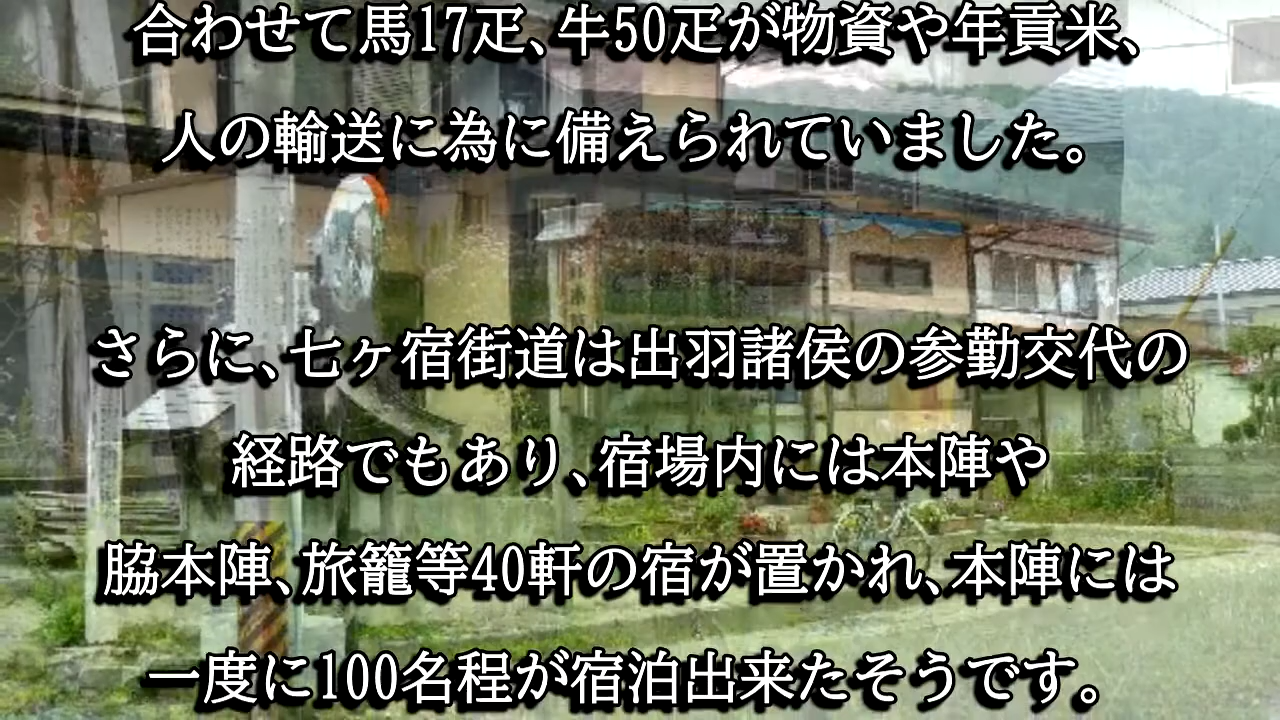 合わせて馬17疋、牛50疋が物資や年貢米、
人の輸送に為に備えられていました。
さらに、七ヶ宿街道は出羽諸侯の参勤交代の
経路でもあり、宿場内には本陣や
脇本陣、旅籠等40軒の宿が置かれ、本陣には
一度に100名程が宿泊出来たそうです。